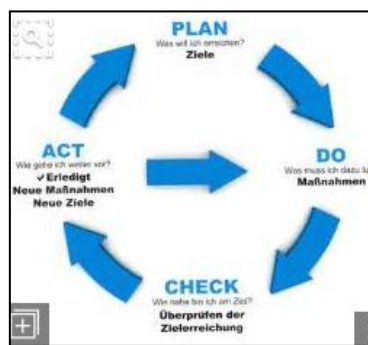 PLAN
Was will ich erreichen?
Ziele
ACT
Wie gehe ich weiter vor?
✓Erledigt
Neue Maßnahmen
Neue Ziele
DO
Was muss ich dazu tu
Maßnahmen
CHECK
Wie nahe bin ich am Ziel?
Überprüfen der
Zielerreichung